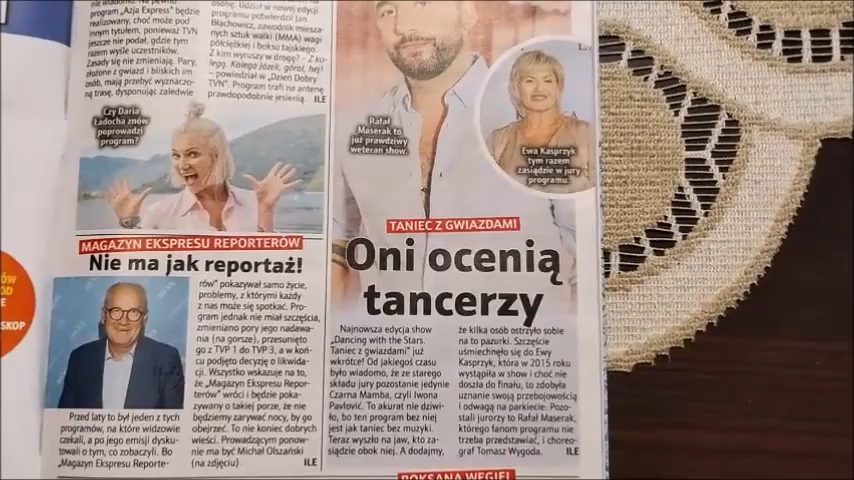 program „Azja Express” będzie
realizowany, choć może pod
innym tytułem, ponieważ TVN
jeszcze nie podał, gdzie tym
razem wyśle uczestników.
Zasady się nie zmienią. Pary,
złożone z gwiazd i bliskich im
osób, mają przebyć wyznaczo-
ną trasę, dysponując zaledwie
osobę. Udział w nowej edycji
programu potwierdził Jan
Błachowicz, zawodnik miesza-
nych sztuk walki (MMA) wagi
półciężkiej i boksu tajskiego.
Z kim wyruszy w drogę? – Z ko-
legą. Kolega Józek, góral, hej!
– powiedział w „Dzień Dobry
TVN”. Program trafi na antenę
prawdopodobnie jesienią. ILE
Czy Daria
Ładocha znów
poprowadzi
program?
MAGAZYN EKSPRESU REPORTERÓW
Nie ma jak reportaż!
Przed laty to był jeden z tych
programów, na które widzowie
czekali, a po jego emisji dysku-
towali o tym, co zobaczyli. Bo
„Magazyn Ekspresu Reporte-
rów” pokazywał samo życie,
problemy, z którymi każdy
z nas może się spotkać. Pro-
gram jednak nie miał szczęścia,
zmieniano pory jego nadawa-
nia (na gorsze), przesunięto
go z TVP 1 do TVP 3, a w koń-
cu podjęto decyzję o likwida-
cji. Wszystko wskazuje na to,
że „Magazyn Ekspresu Repor-
terów” wróci i będzie poka-
zywany o takiej porze, że nie
będziemy zarywać nocy, by go
obejrzeć. To nie koniec dobrych
wieści. Prowadzącym ponow-
nie ma być Michał Olszański
(na zdjęciu). ILE
Rafał
Maserak to
już prawdziwy
weteran show.
Ewa Kasprzyk
tym razem
zasiądzie w jury
programu.
TANIEC Z GWIAZDAMI
Oni ocenią
tancerzy
Najnowsza edycja show
„Dancing with the Stars.
Taniec z gwiazdami” już
wkrótce! Od jakiegoś czasu
było wiadomo, że ze starego
składu jury pozostanie jedynie
Czarna Mamba, czyli Iwona
Pavlović. To akurat nie dziwi-
ło, bo ten program bez niej
jest jak taniec bez muzyki.
Teraz wyszło na jaw, kto za-
siądzie obok niej. A dodajmy,
że kilka osób ostrzyło sobie
na to pazurki. Szczęście
uśmiechnęło się do Ewy
Kasprzyk, która w 2015 roku
wystąpiła w show i choć nie
doszła do finału, to zdobyła
uznanie swoją przebojowością
i odwagą na parkiecie. Pozo-
stali jurorzy to Rafał Maserak,
którego fanom programu nie
trzeba przedstawiać, i choreo-
graf Tomasz Wygoda. ILE
ROKSANA WĘGIEL